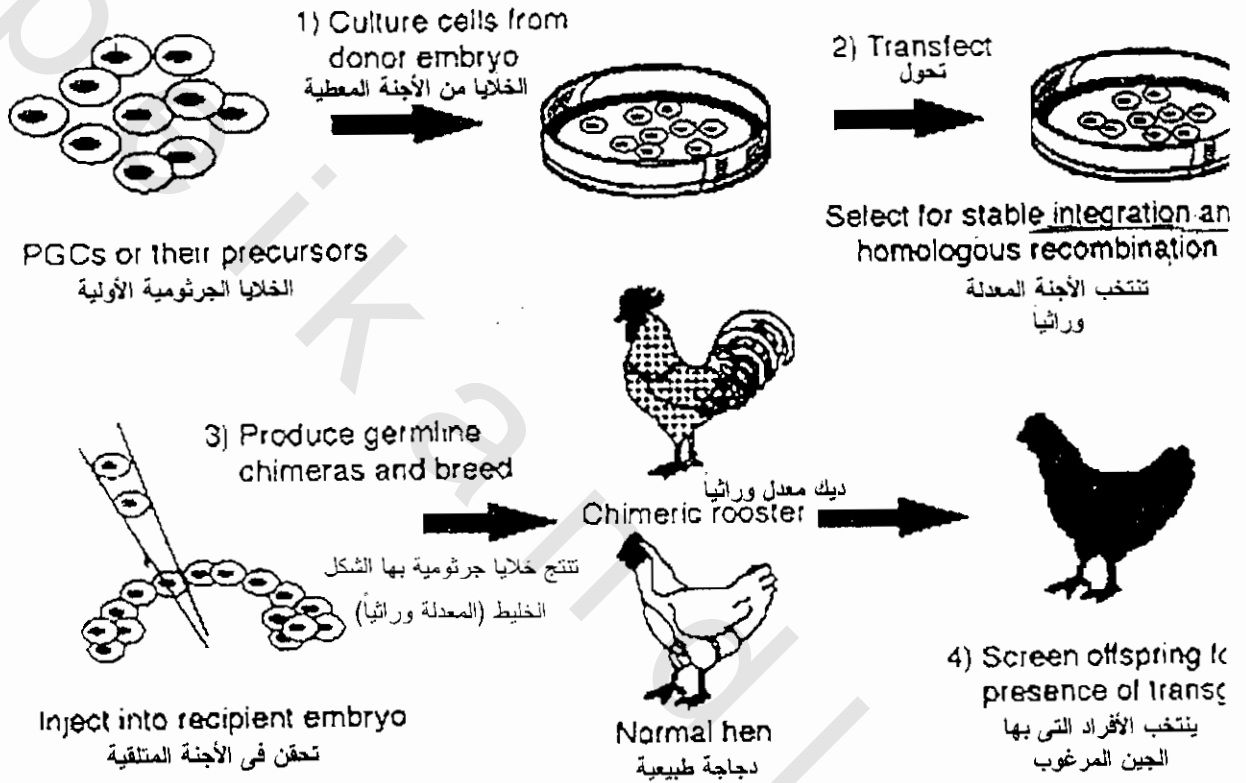 1) Culture cells from
donor embryo
الخلايا من الأجنة المعطية
2) Transfect
تحول
PGCs or their precursors
الخلايا الجرثومية الأولية
Select for stable integration an
homologous recombination
تنتخب الأجنة المعدلة
وراثياً
3) Produce germline
chimeras and breed
تنتج خلايا جرثومية بها الشكل
الخليط (المعدلة وراثياً)
ديك معدل وراثياً
Chimeric rooster
Inject into recipient embryo
تحقن فى الأجنة المتلقية
Normal hen
دجاجة طبيعية
4) Screen offspring fo
presence of transg
ينتخب الأفراد التى بها
الجين المرغوب